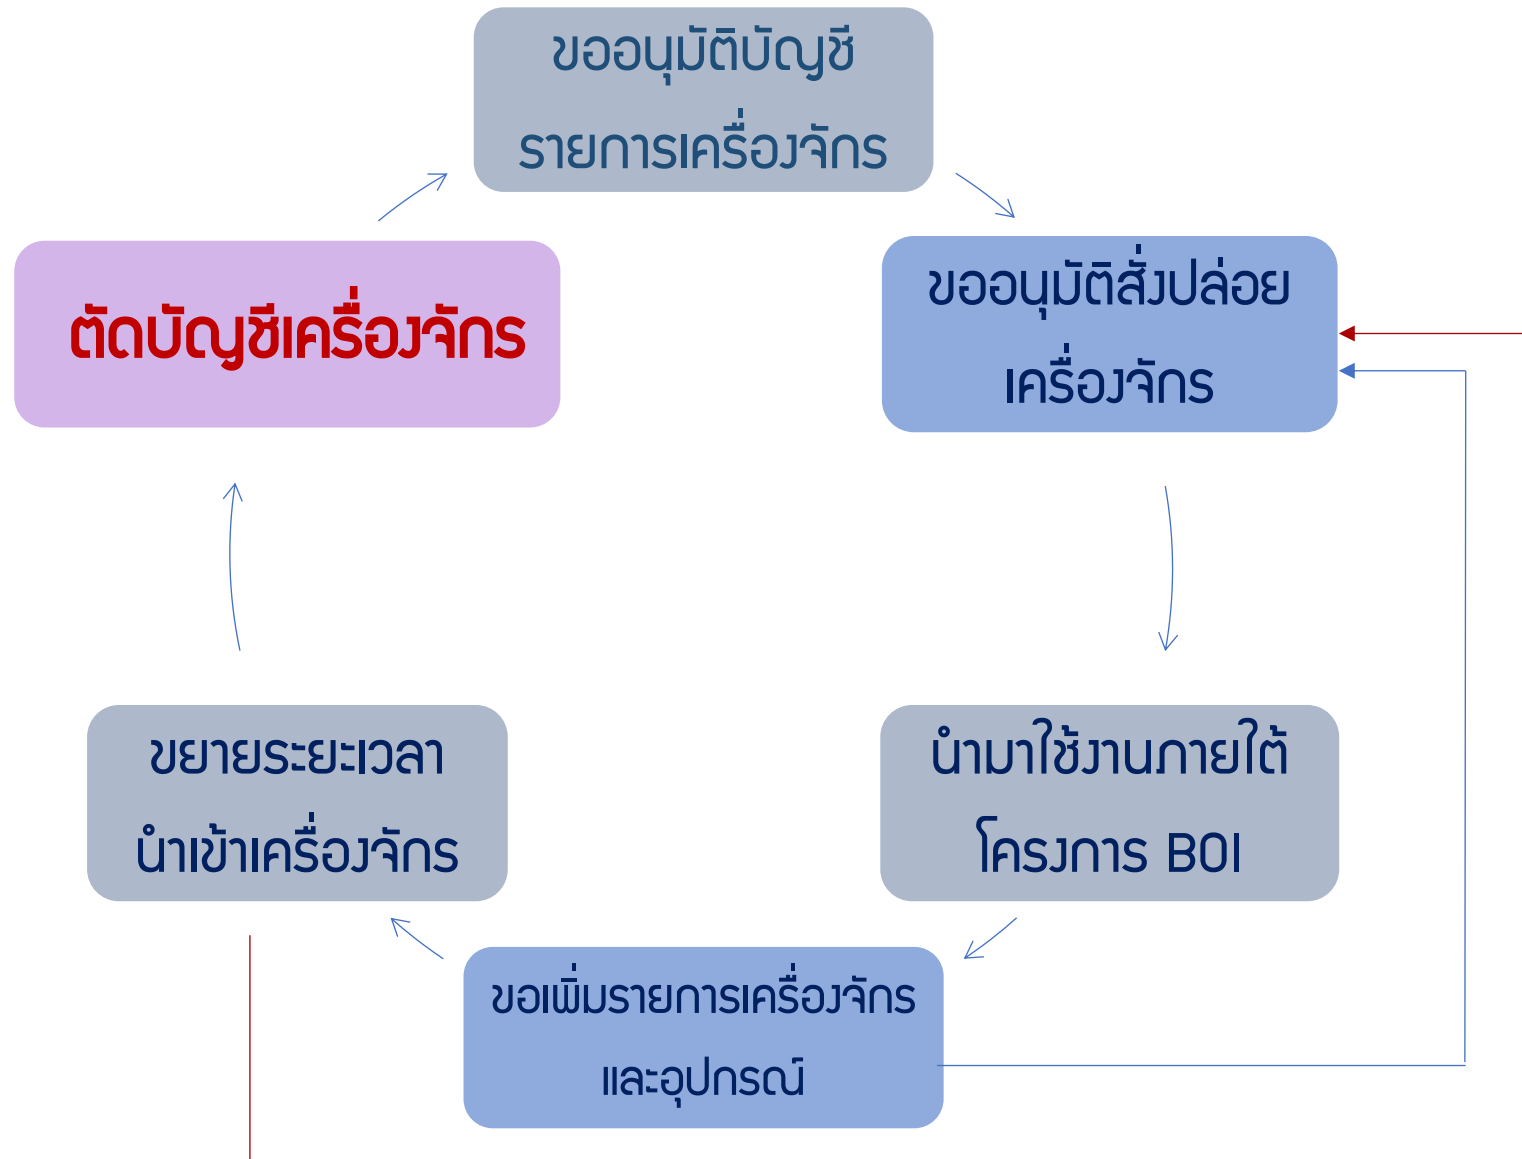 ขออนุมัติบัญชี
รายการเครื่องจักร
ตัดบัญชีเครื่องจักร
ขออนุมัติสั่งปล่อย
เครื่องจักร
ขยายระยะเวลา
นำเข้าเครื่องจักร
นำมาใช้งานภายใต้
โครงการ BOI
ขอเพิ่มรายการเครื่องจักร
และอุปกรณ์